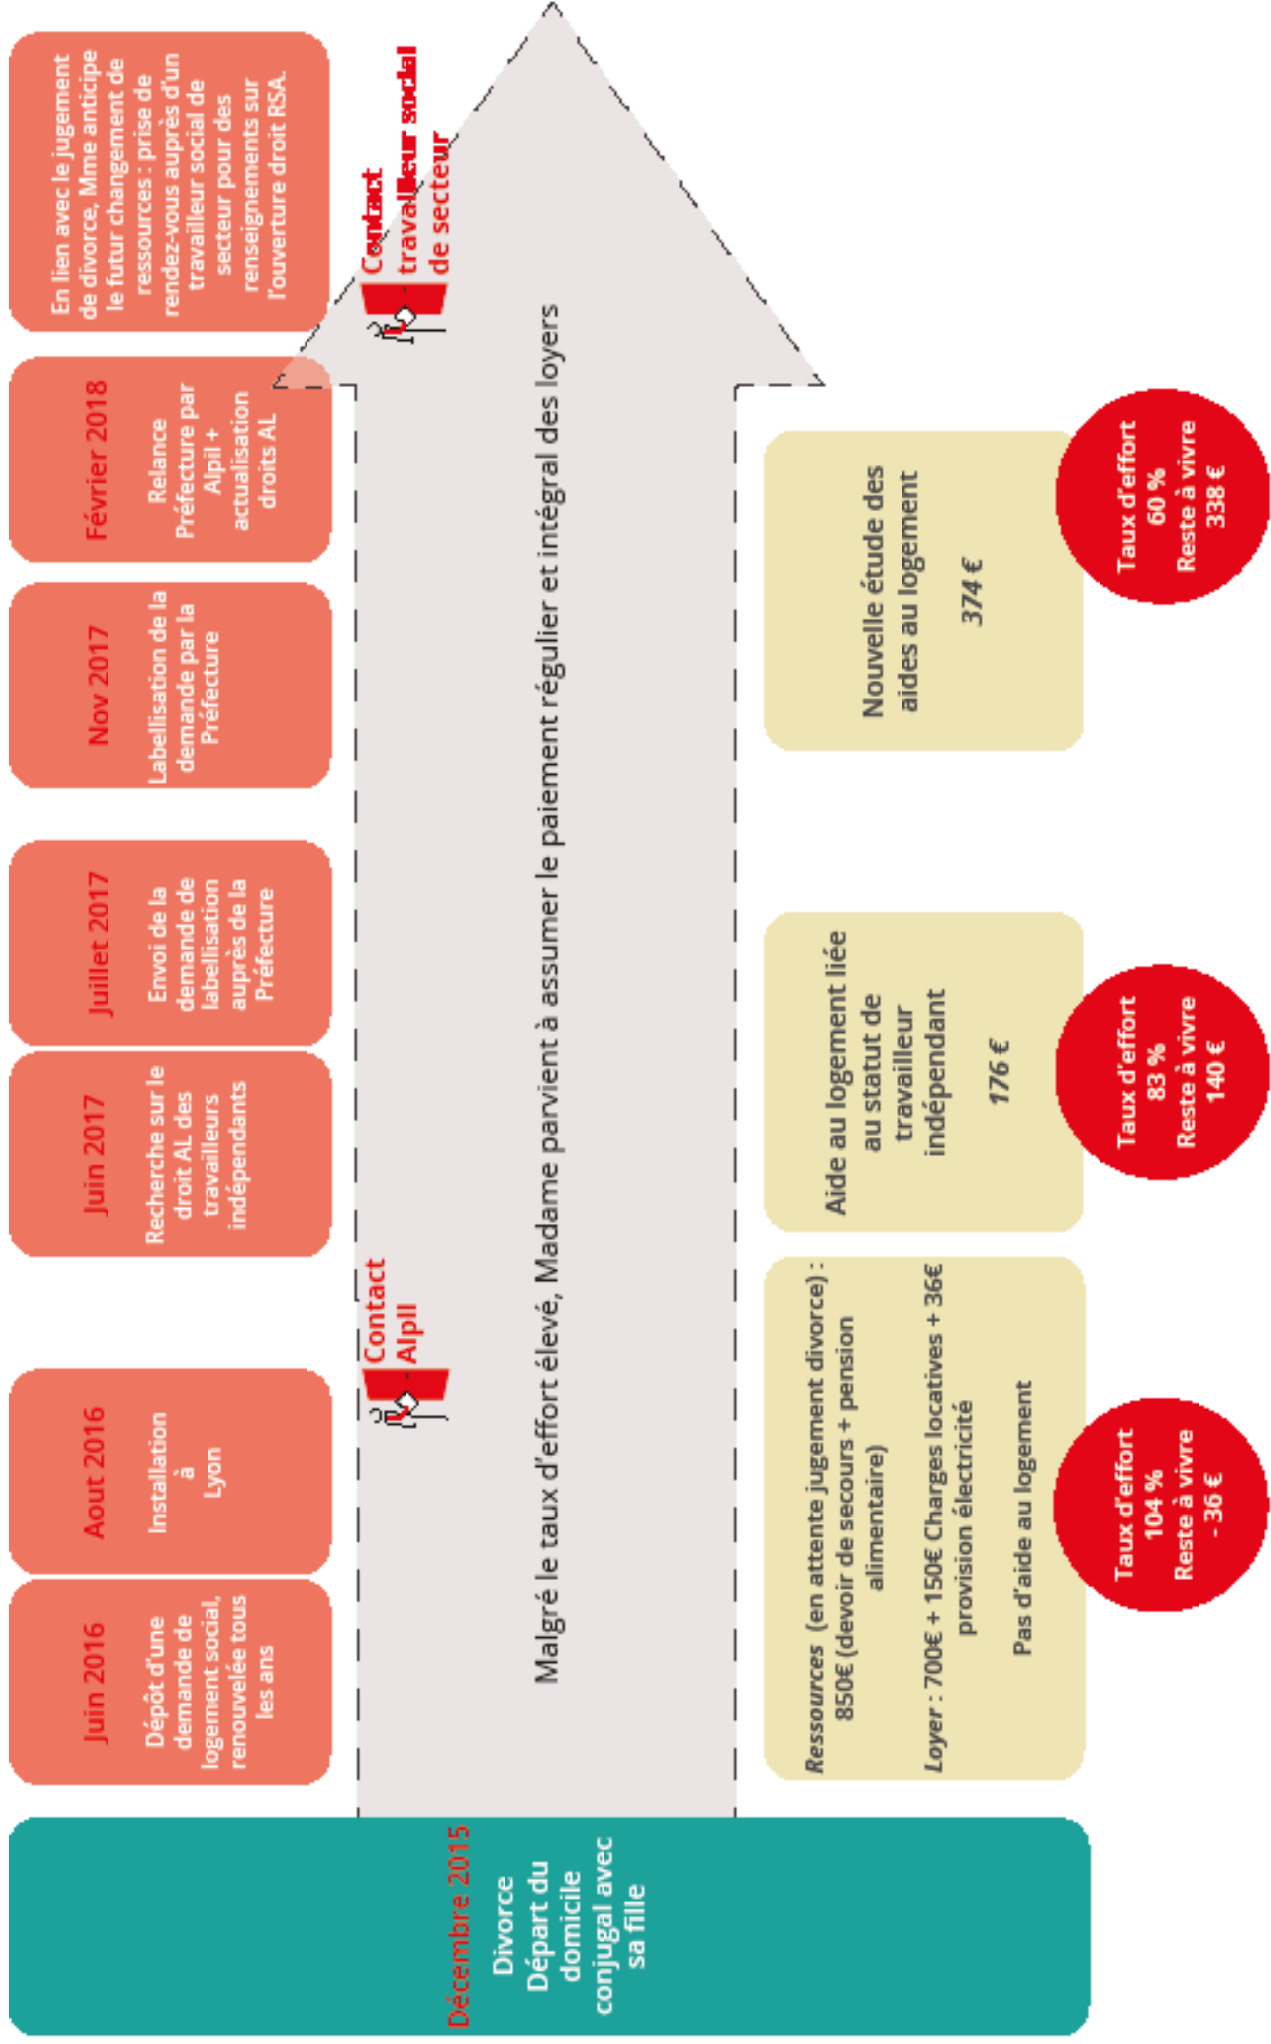 Décembre 2015
Divorce
Départ du
domicile
conjugal avec
sa fille
Juin 2016
Dépôt d'une
demande de
logement social,
renouvelée tous
les ans
Aout 2016
Installation
à
Lyon
Juin 2017
Recherche sur le
droit AL des
travailleurs
indépendants
Juillet 2017
Envoi de la
demande de
labellisation
auprès de la
Préfecture
Nov 2017
Labellisation de la
demande par la
Préfecture
Février 2018
Relance
Préfecture par
Alpil +
actualisation
droits AL
En lien avec le jugement
de divorce, Mme anticipe
le futur changement de
ressources : prise de
rendez-vous auprès d'un
travailleur social de
secteur pour des
renseignements sur
l'ouverture droit RSA.
Contact
AlpIl
Contact
travailleur social
de secteur
Malgré le taux d'effort élevé, Madame parvient à assumer le paiement régulier et intégral des loyers
Ressources (en attente jugement divorce) :
850€ (devoir de secours + pension
alimentaire)
Loyer : 700€ + 150€ Charges locatives + 36€
provision électricité
Pas d'aide au logement
Taux d'effort
104 %
Reste à vivre
- 36 €
Aide au logement liée
au statut de
travailleur
indépendant
176 €
Taux d'effort
83 %
Reste à vivre
140 €
Nouvelle étude des
aides au logement
374 €
Taux d'effort
60 %
Reste à vivre
338 €